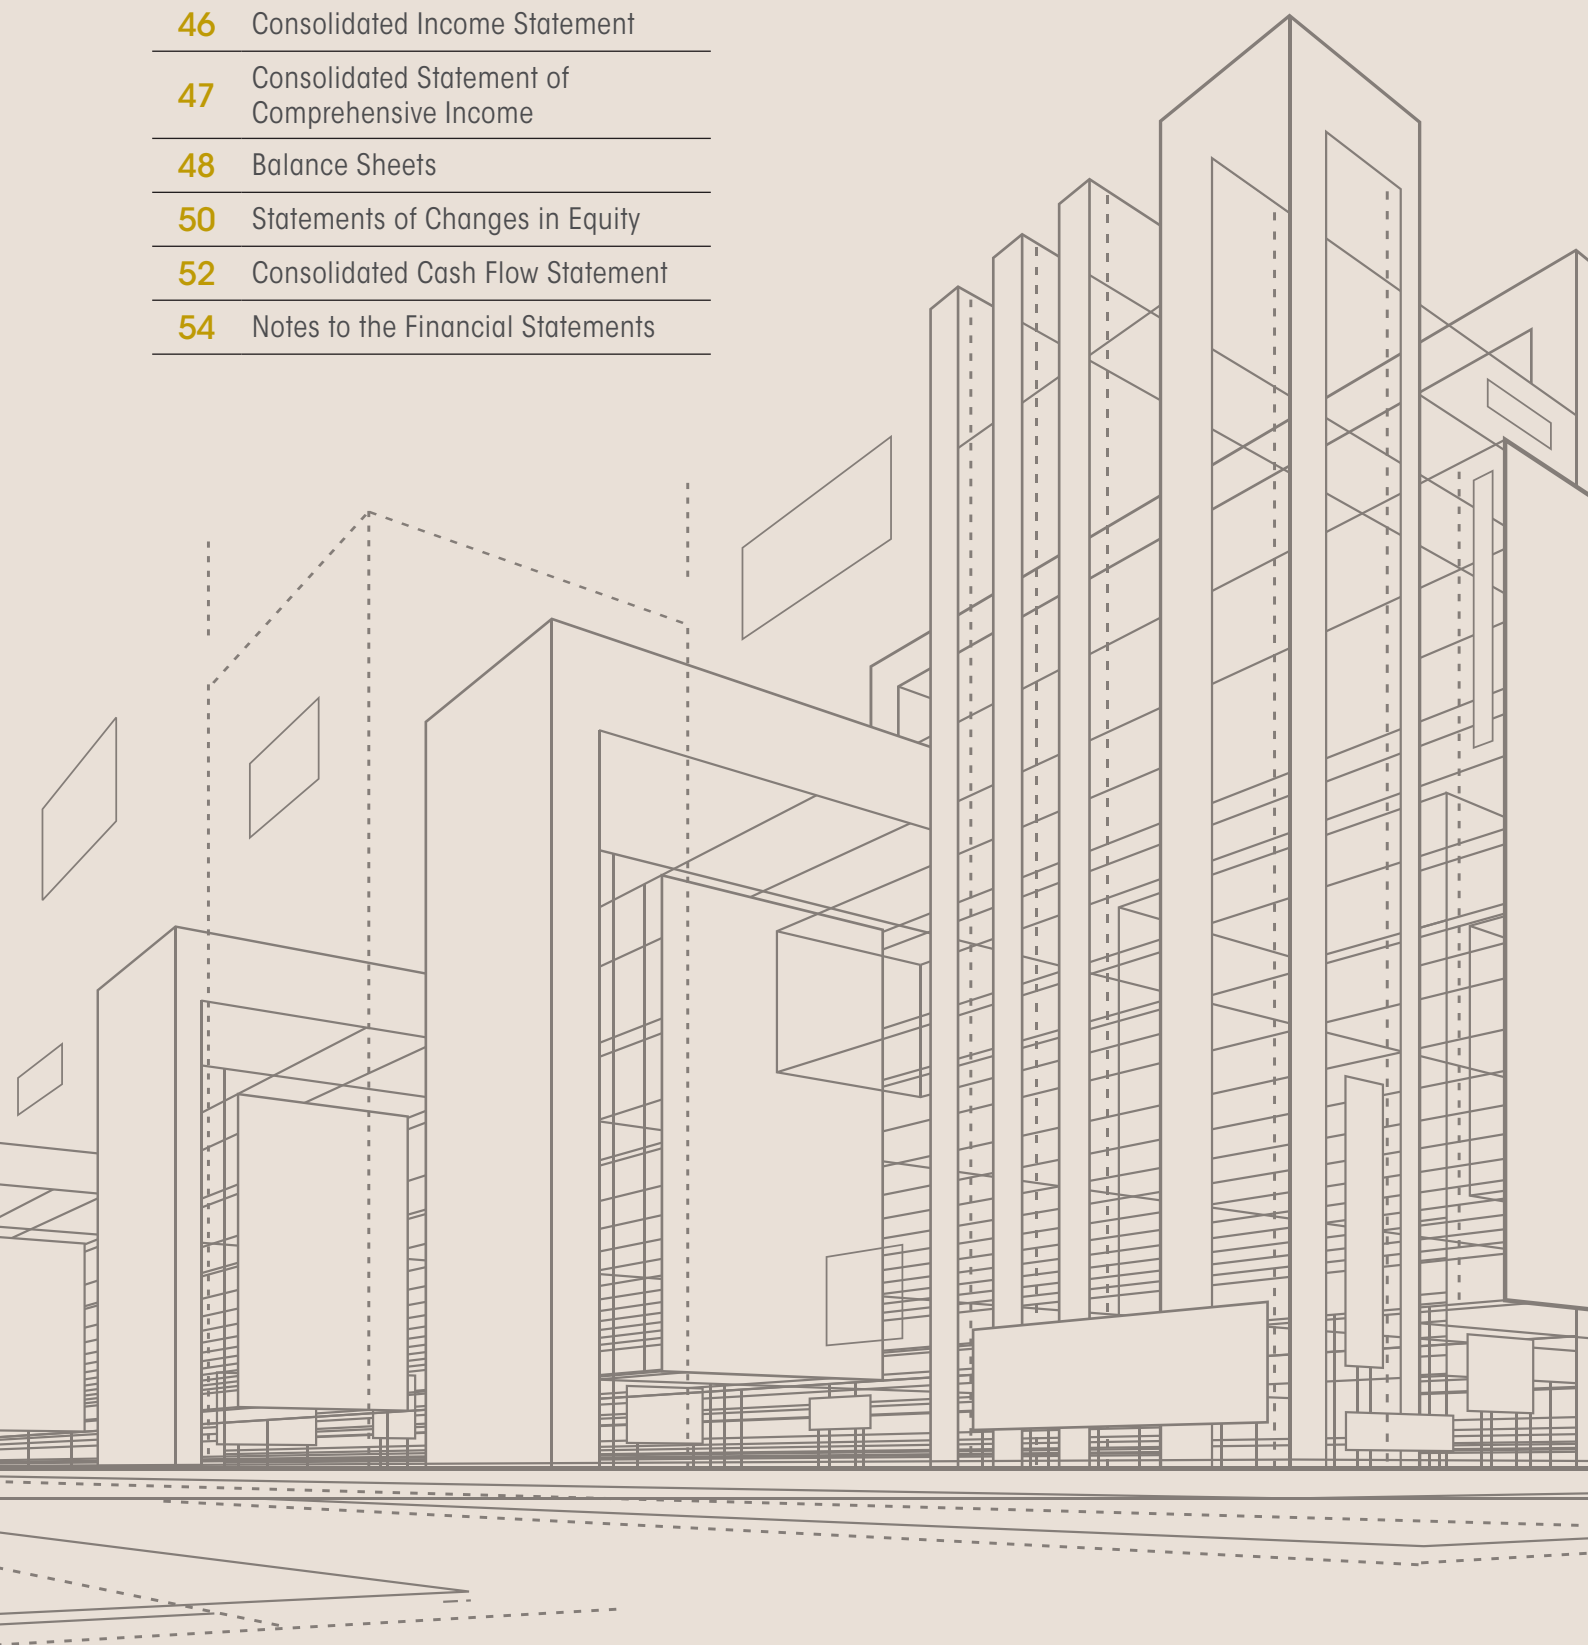 46 Consolidated Income Statement
47 Consolidated Statement of
Comprehensive Income
48 Balance Sheets
50 Statements of Changes in Equity
52 Consolidated Cash Flow Statement
54 Notes to the Financial Statements